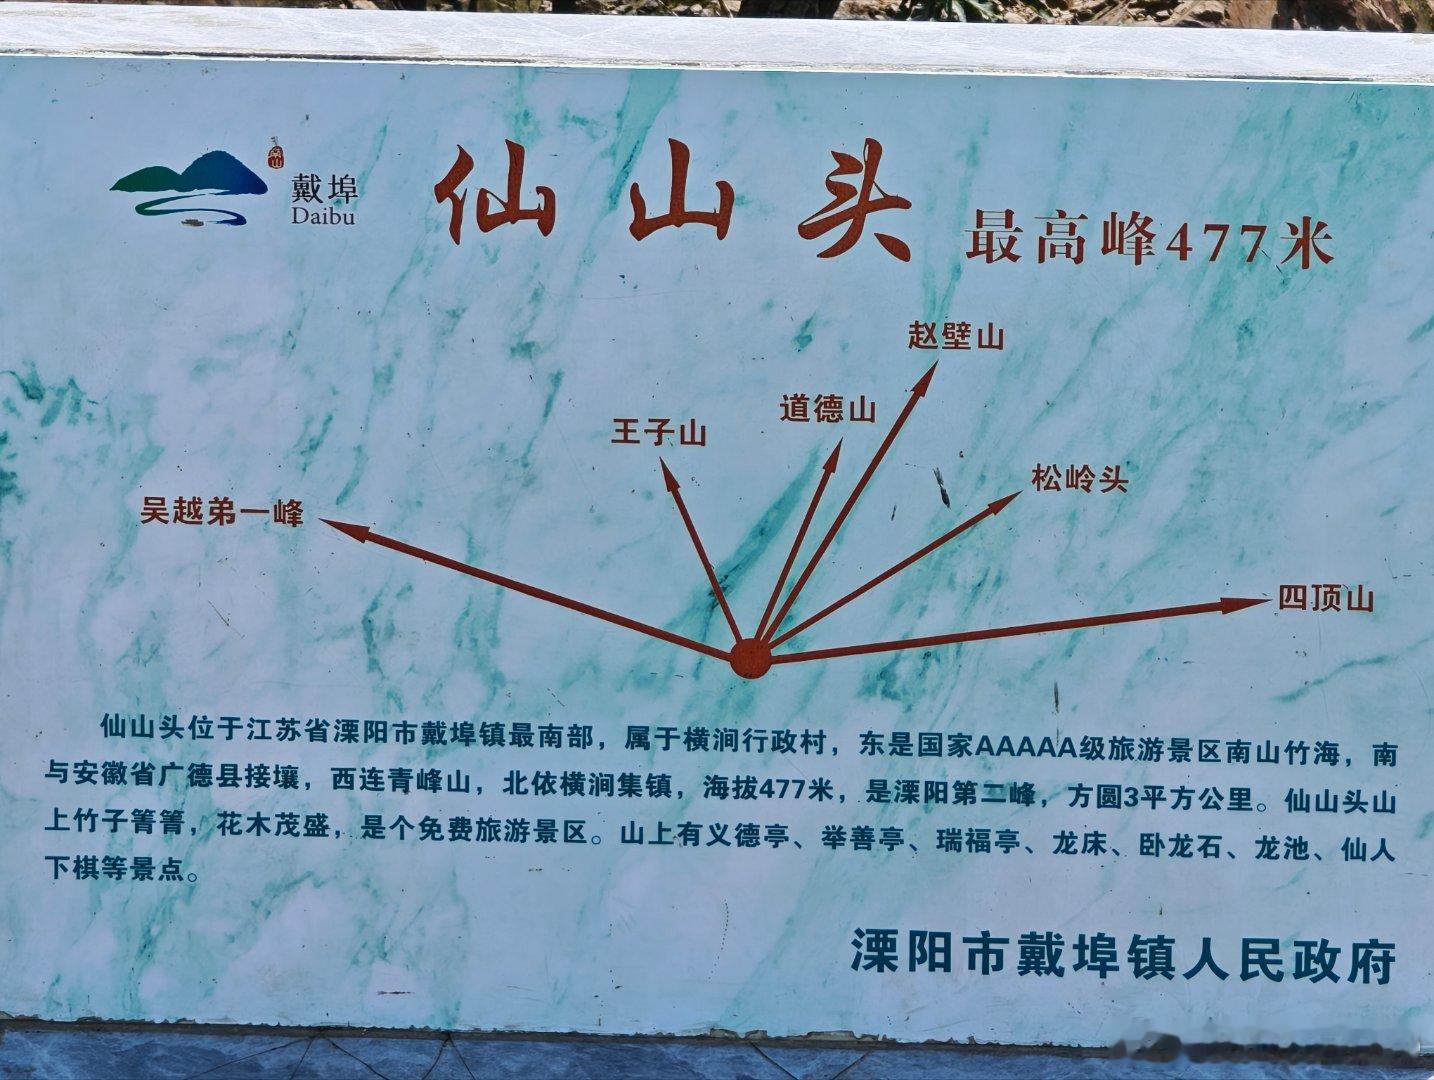 戴埠
Daibu
仙山头 最高峰477米
赵壁山
道德山
王子山
松岭头
吴越弟一峰
四顶山
仙山头位于江苏省溧阳市戴埠镇最南部，属于横涧行政村，东是国家AAAAA级旅游景区南山竹海，南
与安徽省广德县接壤，西连青峰山，北依横涧集镇，海拔477米，是溧阳第二峰，方圆3平方公里。仙山头山
上竹子箐箐，花木茂盛，是个免费旅游景区。山上有义德亭、举善亭、瑞福亭、龙床、卧龙石、龙池、仙人
下棋等景点。
溧阳市戴埠镇人民政府